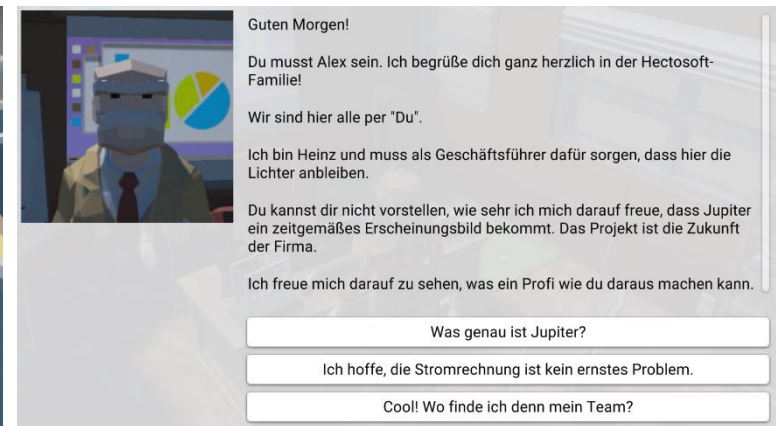 Guten Morgen!
Du musst Alex sein. Ich begrüße dich ganz herzlich in der Hectosoft-
Familie!
Wir sind hier alle per "Du".
Ich bin Heinz und muss als Geschäftsführer dafür sorgen, dass hier die
Lichter anbleiben.
Du kannst dir nicht vorstellen, wie sehr ich mich darauf freue, dass Jupiter
ein zeitgemäßes Erscheinungsbild bekommt. Das Projekt ist die Zukunft
der Firma.
Ich freue mich darauf zu sehen, was ein Profi wie du daraus machen kann.
Was genau ist Jupiter?
Ich hoffe, die Stromrechnung ist kein ernstes Problem.
Cool! Wo finde ich denn mein Team?